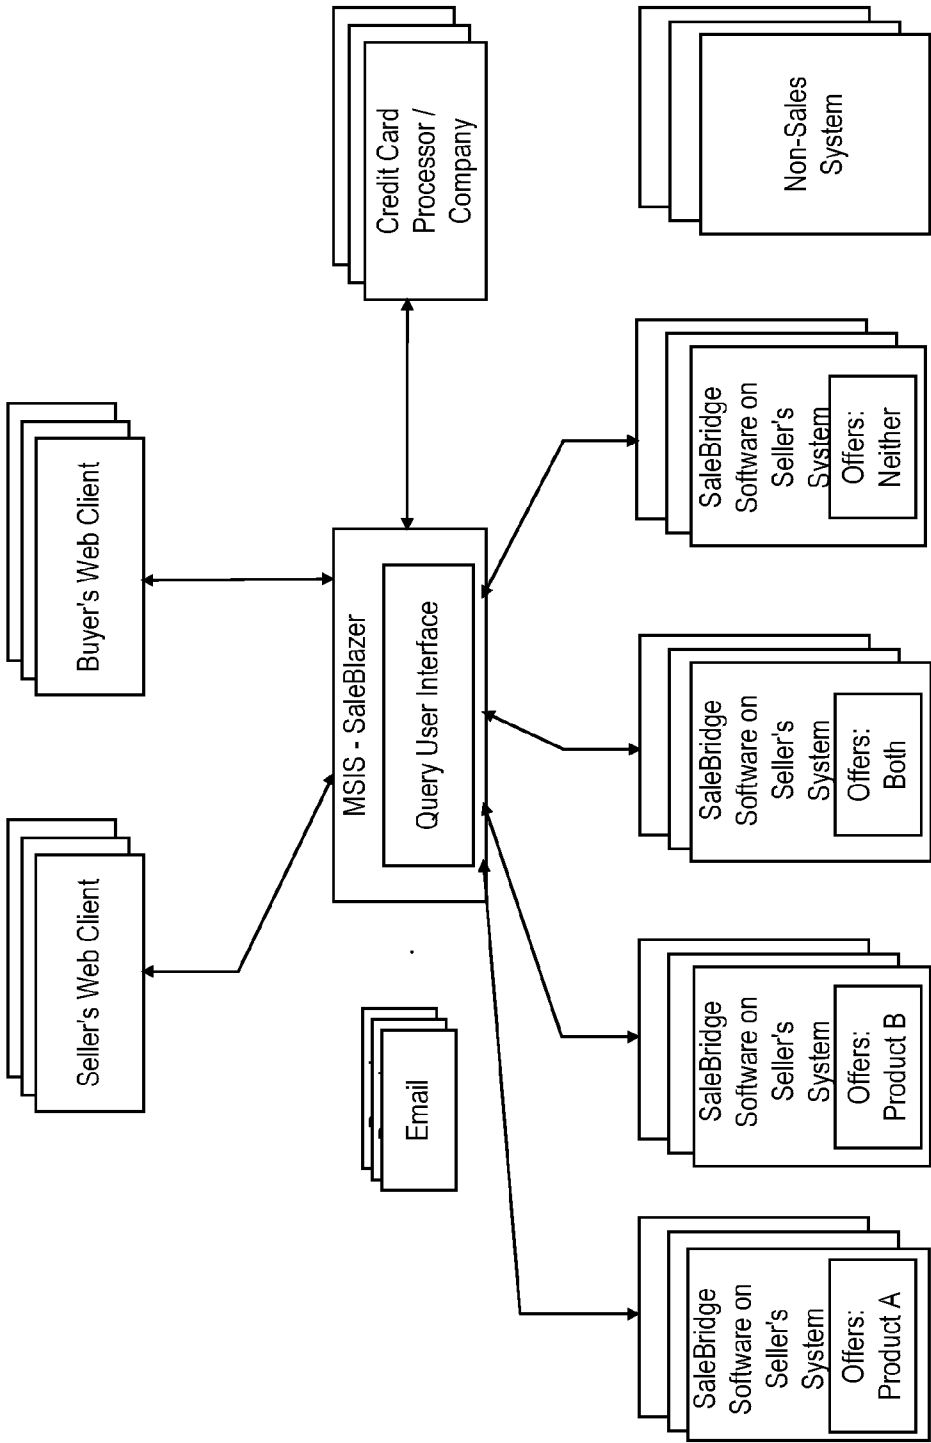 Seller's Web Client
Buyer's Web Client
Email
MSIS - SaleBlazer
Query User Interface
Credit Card
Processor /
Company
SaleBridge
Software on
Seller's
System
Offers:
Product A
SaleBridge
Software on
Seller's
System
Offers:
Product B
SaleBridge
Software on
Seller's
System
Offers:
Both
SaleBridge
Software on
Seller's
System
Offers:
Neither
Non-Sales
System